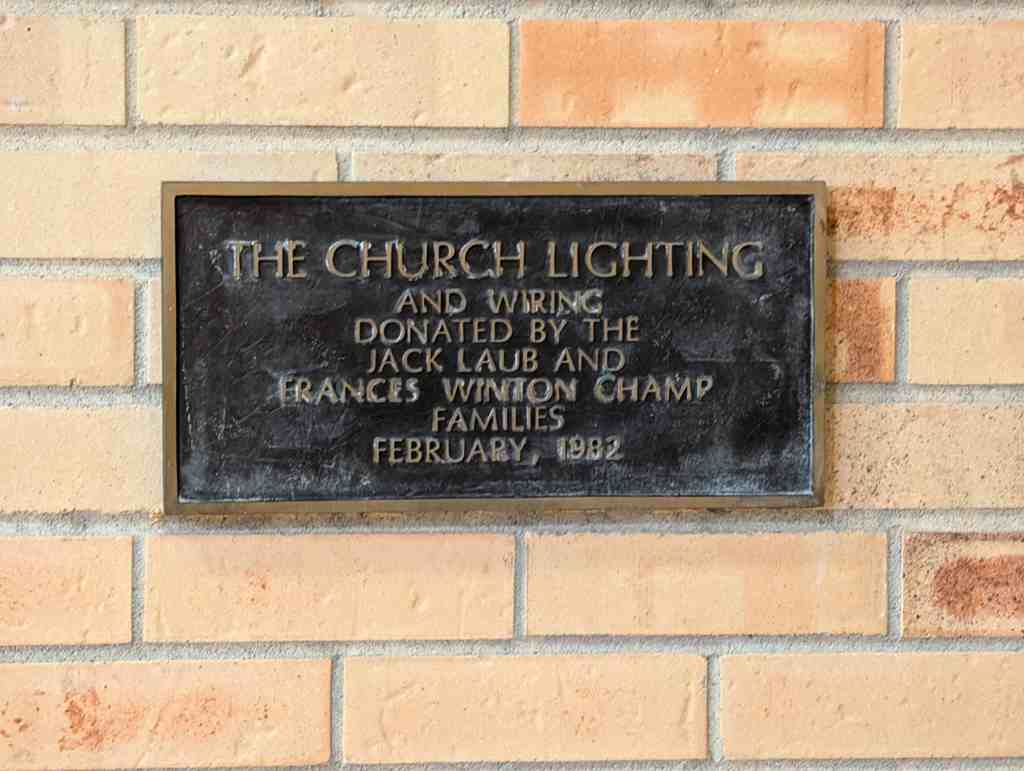 THE CHURCH LIGHTING
AND WIRING
DONATED BY THE
JACK LAUB AND
FRANCES WINTON CHAMP
FAMILIES
FEBRUARY, 1982